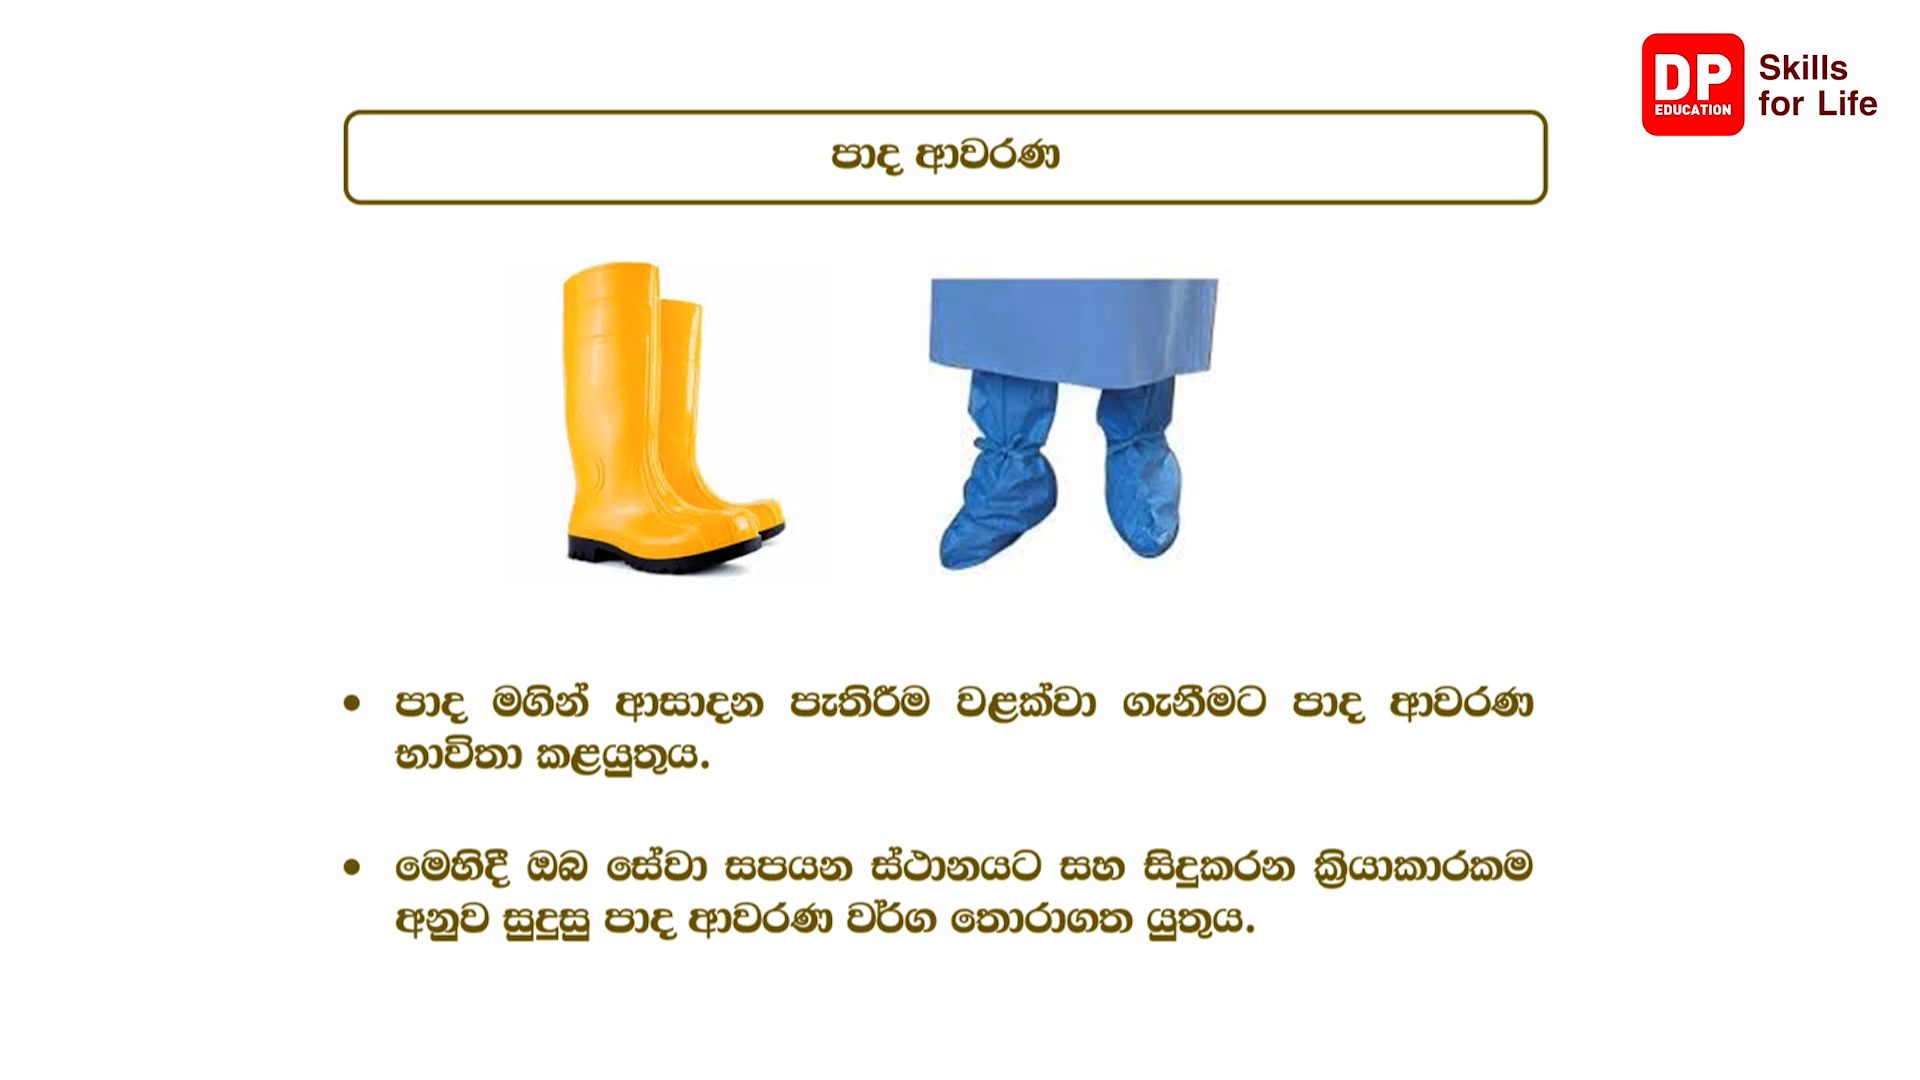 DP
EDUCATION
Skills
for Life
පාද ආවරණ
• පාද මගින් ආසාදන පැතිරීම වළක්වා ගැනීමට පාද ආවරණ
භාවිතා කළයුතුය.
• මෙහිදී ඔබ සේවා සපයන ස්ථානයට සහ සිදුකරන ක්‍රියාකාරකම
අනුව සුදුසු පාද ආවරණ වර්ග තොරාගත යුතුය.